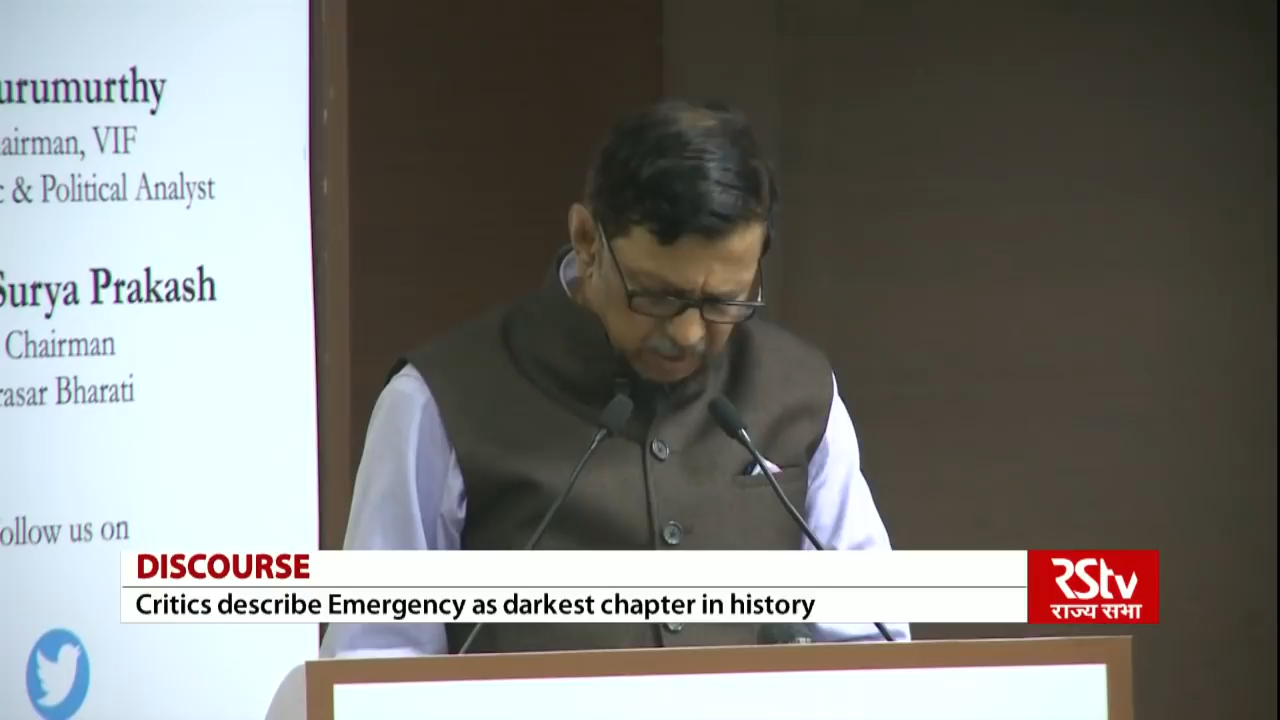 urumurthy
airman, VIF
c & Political Analyst
Surya Prakash
Chairman
rasar Bharati
ollow us on
DISCOURSE
Critics describe Emergency as darkest chapter in history
RStv
राज्य सभा